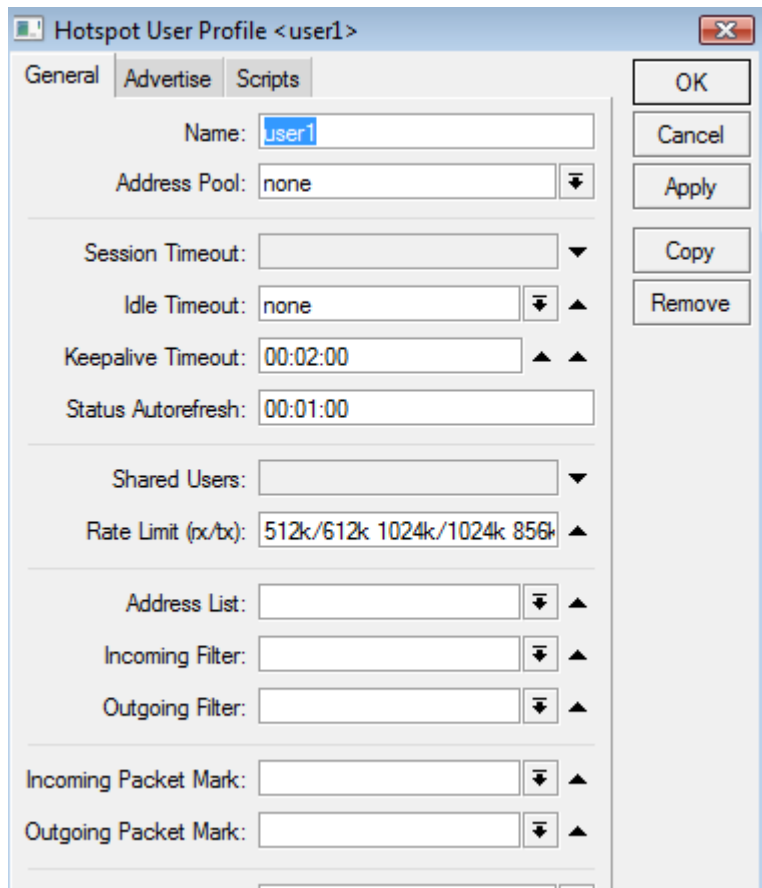 Hotspot User Profile <user1>
General Advertise Scripts
OK
Name: user1
Cancel
Address Pool: none
Apply
Session Timeout:
Copy
Idle Timeout: none
Remove
Keepalive Timeout: 00:02:00
Status Autorefresh: 00:01:00
Shared Users:
Rate Limit (rx/tx): 512k/612k 1024k/1024k 856k
Address List:
Incoming Filter:
Outgoing Filter:
Incoming Packet Mark:
Outgoing Packet Mark: